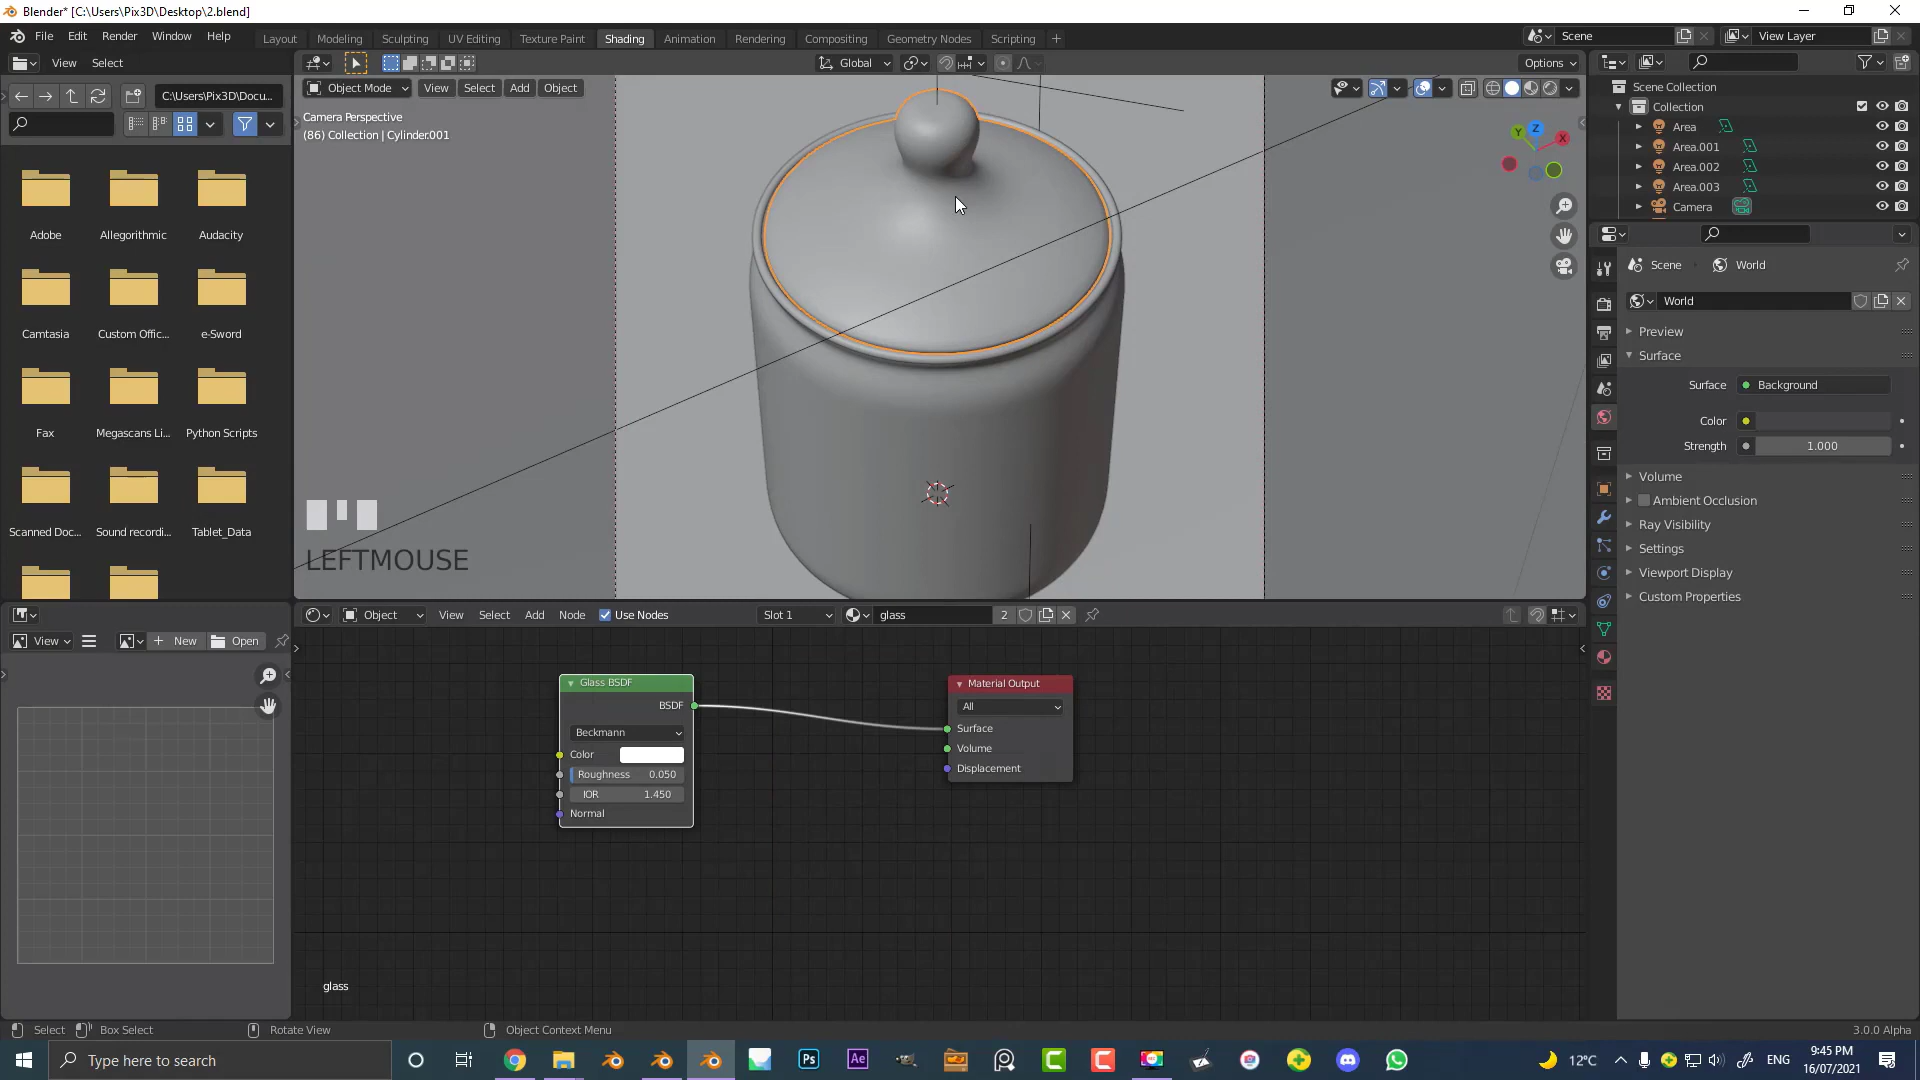 Blender* [C:\Users\Pix3D\Desktop\2.blend]
File Edit Render Window Help
Layout Modeling Sculpting UV Editing Texture Paint Shading Animation Rendering Compositing Geometry Nodes Scripting
Scene
View Layer
View Select
Global
Options
C:\Users\Pix3D\Docu...
Object Mode View Select Add Object
Camera Perspective
(86) Collection | Cylinder.001
Adobe Allegorithmic Audacity
Camtasia Custom Offic... e-Sword
Fax Megascans Li... Python Scripts
Scanned Doc... Sound recordi... Tablet_Data
LEFTMOUSE
Y Z X
Scene Collection
Collection
Area
Area.001
Area.002
Area.003
Camera
Scene World
World
Preview
Surface
Surface Background
Color
Strength 1.000
Volume
Ambient Occlusion
Ray Visibility
Settings
Viewport Display
Custom Properties
View New Open
Object View Select Add Node Use Nodes Slot 1 glass 2
Glass BSDF
BSDF
Beckmann
Color
Roughness 0.050
IOR 1.450
Normal
Material Output
All
Surface
Volume
Displacement
glass
Select Box Select Rotate View Object Context Menu 3.0.0 Alpha
Type here to search
Ps Ae
12°C ENG
9:45 PM
16/07/2021